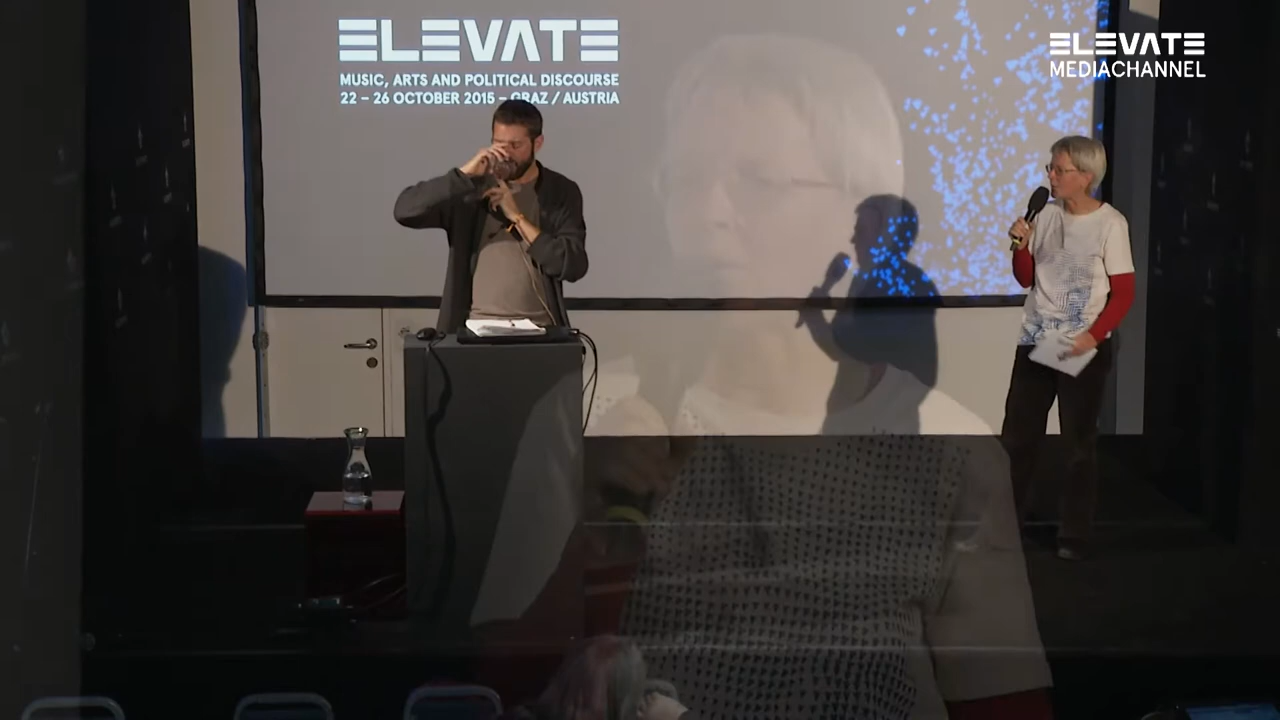 ELEVATE
MUSIC, ARTS AND POLITICAL DISCOURSE
22 – 26 OCTOBER 2015 – GRAZ / AUSTRIA
ELEVATE
MEDIACHANNEL